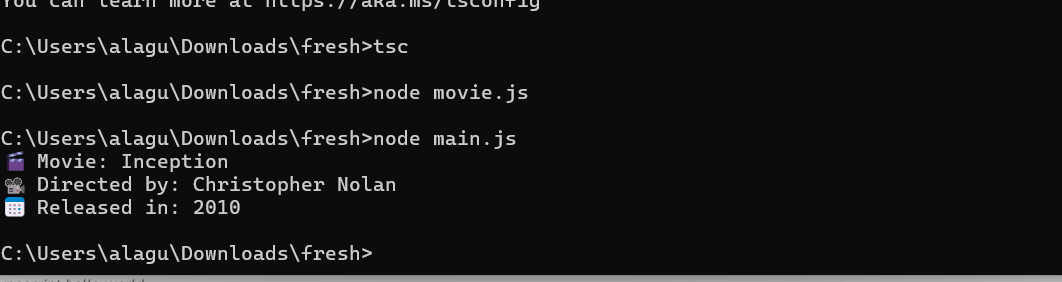 You can learn more at https://aka.ms/tsconfig
C:\Users\alagu\Downloads\fresh>tsc
C:\Users\alagu\Downloads\fresh>node movie.js
C:\Users\alagu\Downloads\fresh>node main.js
🎬 Movie: Inception
🎥 Directed by: Christopher Nolan
📅 Released in: 2010
C:\Users\alagu\Downloads\fresh>